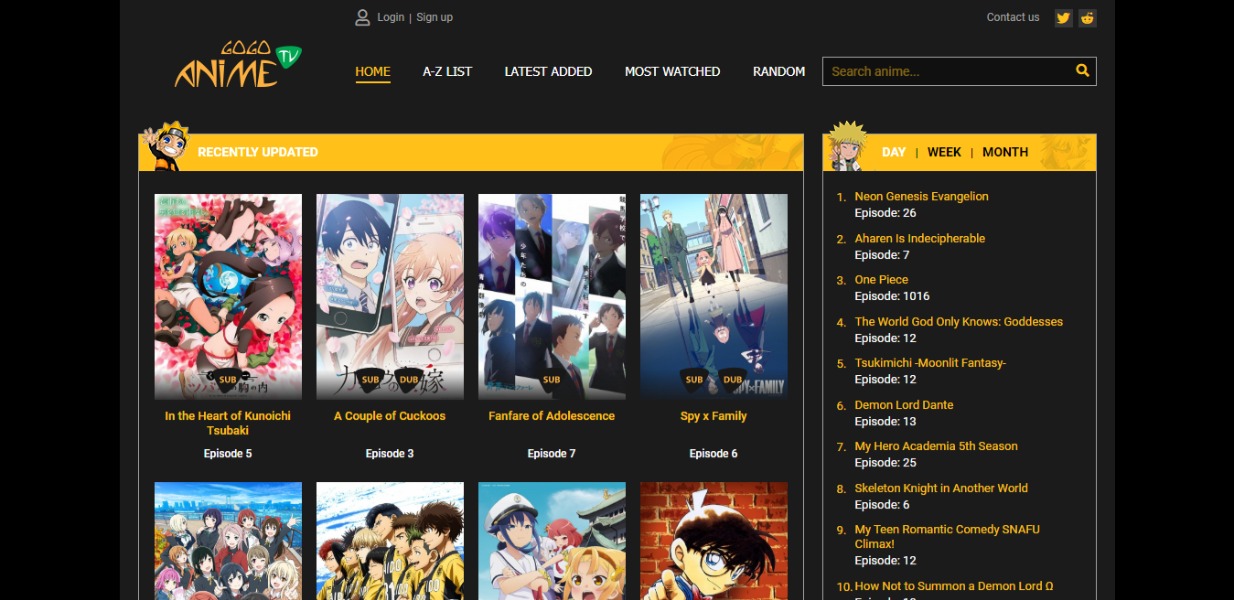 Login | Sign up
Contact us
GOGO
ANIME
TV
HOME
A-Z LIST
LATEST ADDED
MOST WATCHED
RANDOM
Search anime...
RECENTLY UPDATED
DAY | WEEK | MONTH
SUB
SUB DUB
SUB
SUB DUB
SPY×FAMILY
In the Heart of Kunoichi
Tsubaki
A Couple of Cuckoos
Fanfare of Adolescence
Spy x Family
Episode 5
Episode 3
Episode 7
Episode 6
1. Neon Genesis Evangelion
Episode: 26
2. Aharen Is Indecipherable
Episode: 7
3. One Piece
Episode: 1016
4. The World God Only Knows: Goddesses
Episode: 12
5. Tsukimichi -Moonlit Fantasy-
Episode: 12
6. Demon Lord Dante
Episode: 13
7. My Hero Academia 5th Season
Episode: 25
8. Skeleton Knight in Another World
Episode: 6
9. My Teen Romantic Comedy SNAFU
Climax!
Episode: 12
10. How Not to Summon a Demon Lord Ω